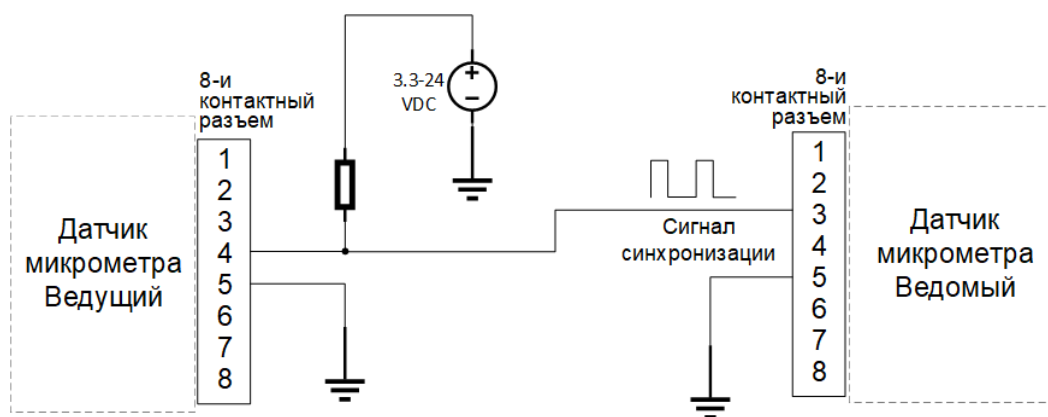 8-и
контактный
разъем
1
2
3
4
5
6
7
8
Датчик
микрометра
Ведущий
3.3-24
VDC
+
−
Сигнал
синхронизации
8-и
контактный
разъем
1
2
3
4
5
6
7
8
Датчик
микрометра
Ведомый